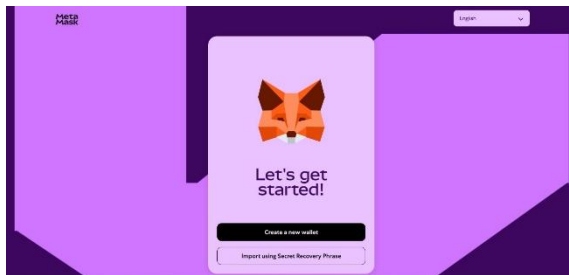 Meta
Mask
English
Let's get
started!
Create a new wallet
Import using Secret Recovery Phrase